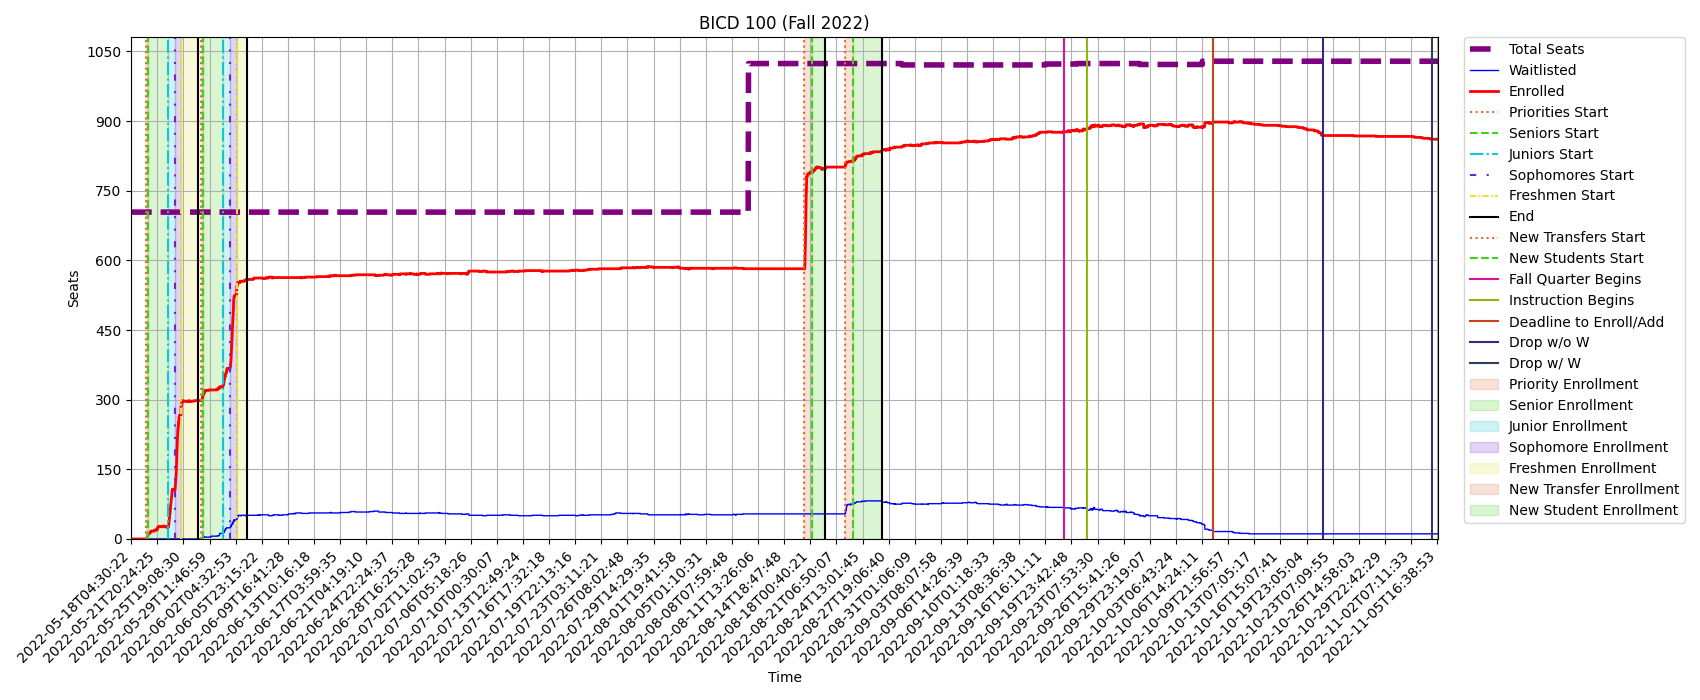 BICD 100 (Fall 2022)
Seats
1050
900
750
600
450
300
150
0
2022-05-18T04:30:22
2022-05-21T20:24:25
2022-05-25T19:08:30
2022-05-29T11:46:59
2022-06-02T04:32:53
2022-06-05T23:15:22
2022-06-09T16:41:28
2022-06-13T10:16:18
2022-06-17T03:59:35
2022-06-21T04:19:10
2022-06-24T22:24:37
2022-06-28T16:25:28
2022-07-02T11:02:53
2022-07-06T05:18:26
2022-07-10T00:30:07
2022-07-13T12:49:24
2022-07-16T17:32:18
2022-07-19T22:13:16
2022-07-23T03:11:21
2022-07-26T08:02:48
2022-07-29T14:29:35
2022-08-01T19:41:58
2022-08-05T01:10:31
2022-08-08T07:59:48
2022-08-11T13:26:08
2022-08-14T18:47:48
2022-08-18T00:40:21
2022-08-21T06:50:07
2022-08-24T13:01:45
2022-08-27T19:06:40
2022-08-31T01:06:09
2022-09-03T08:07:58
2022-09-06T14:26:39
2022-09-10T01:18:33
2022-09-13T08:36:38
2022-09-16T16:11:11
2022-09-19T23:42:48
2022-09-23T07:53:30
2022-09-26T15:41:26
2022-09-29T23:19:07
2022-10-03T06:43:24
2022-10-06T14:24:11
2022-10-09T21:56:57
2022-10-13T07:05:17
2022-10-16T15:07:41
2022-10-19T23:05:04
2022-10-23T07:09:55
2022-10-26T14:58:03
2022-10-29T22:42:29
2022-11-02T07:11:33
2022-11-05T16:38:53
Time
Total Seats
Waitlisted
Enrolled
Priorities Start
Seniors Start
Juniors Start
Sophomores Start
Freshmen Start
End
New Transfers Start
New Students Start
Fall Quarter Begins
Instruction Begins
Deadline to Enroll/Add
Drop w/o W
Drop w/ W
Priority Enrollment
Senior Enrollment
Junior Enrollment
Sophomore Enrollment
Freshmen Enrollment
New Transfer Enrollment
New Student Enrollment